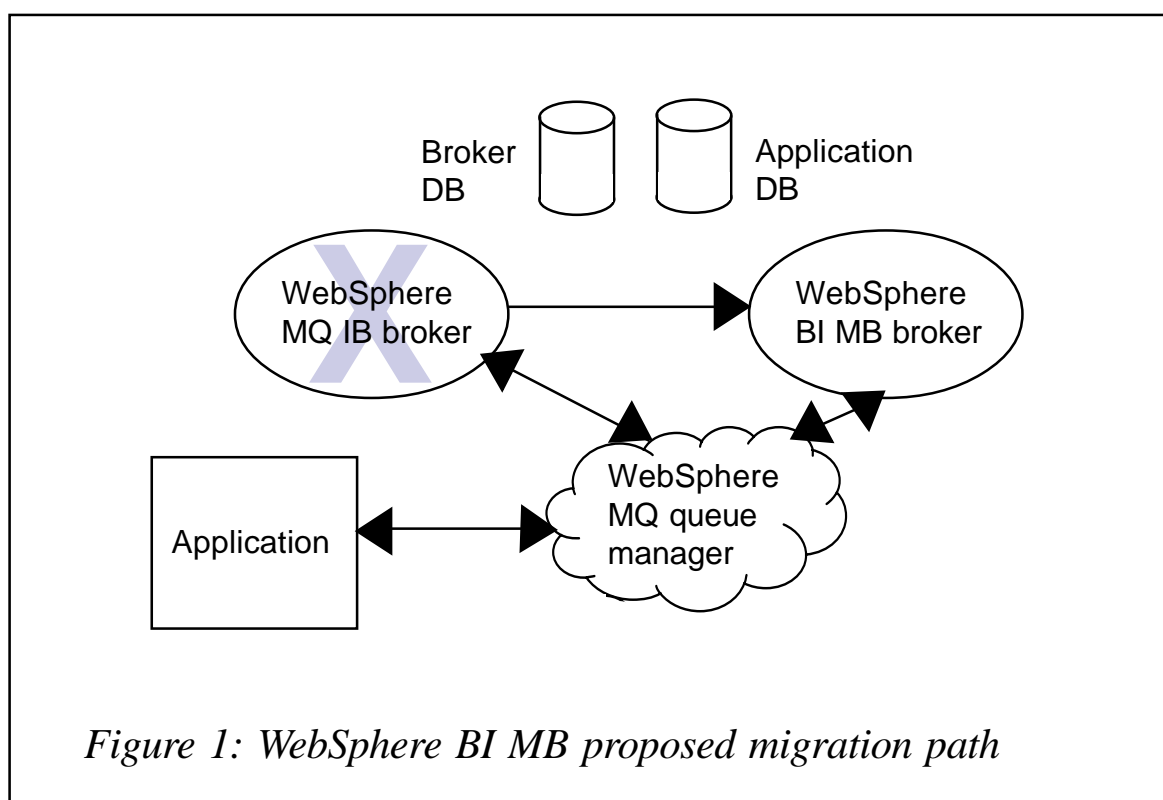 Broker
DB
Application
DB
X
WebSphere
MQ IB broker
WebSphere
BI MB broker
WebSphere
MQ queue
manager
Application
Figure 1: WebSphere BI MB proposed migration path